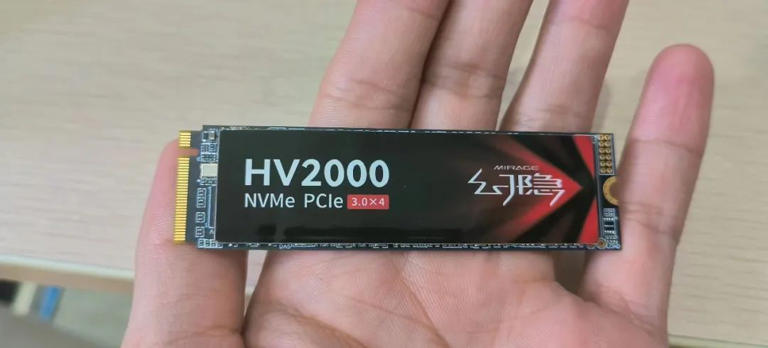 HV2000
NVMe PCIe 3.0×4
MIRAGE
幻隐